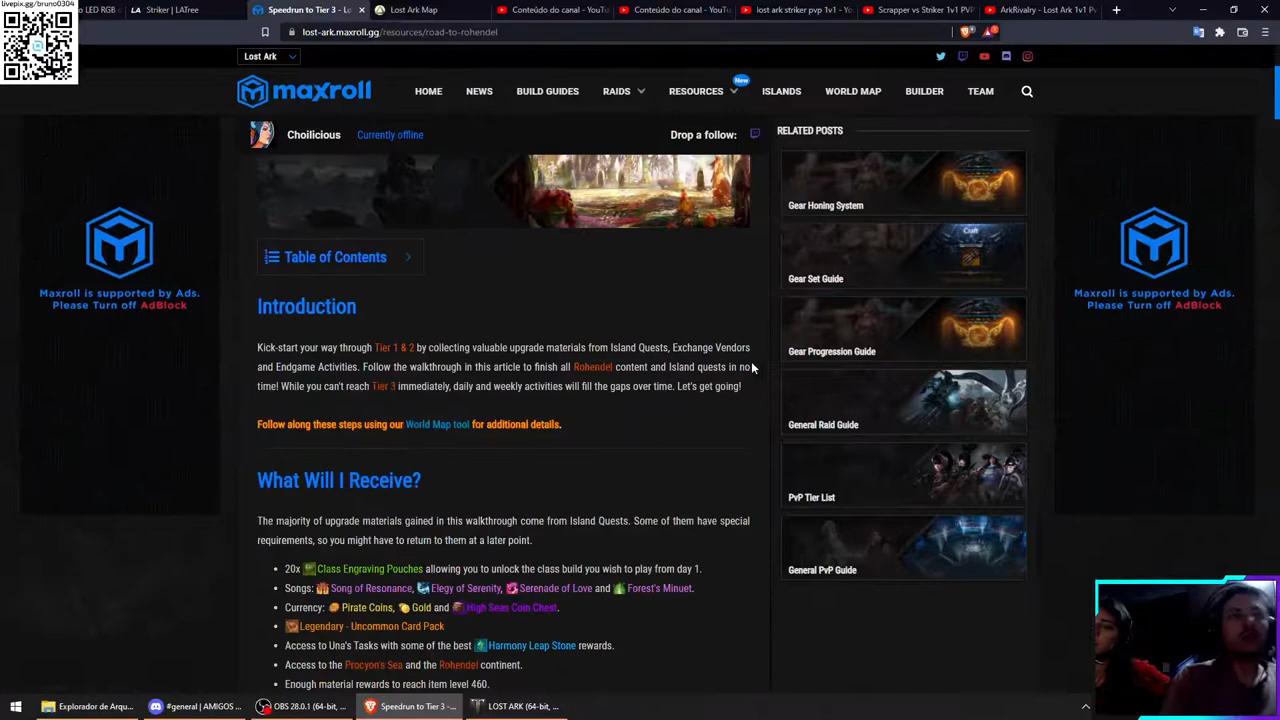 livepix.gg/bruno0304
LED RGB d
LA Striker | LATree
Speedrun to Tier 3 - Lo
Lost Ark Map
Conteúdo do canal - YouTu
Conteúdo do canal - YouTu
lost ark striker pvp 1v1 - Yo
Scrapper vs Striker 1v1 PVP
ArkRivalry - Lost Ark 1v1 P
lost-ark.maxroll.gg/resources/road-to-rohendel
Lost Ark
maxroll
HOME
NEWS
BUILD GUIDES
RAIDS
RESOURCES
New
ISLANDS
WORLD MAP
BUILDER
TEAM
Choilicious
Currently offline
Drop a follow:
RELATED POSTS
Gear Honing System
Craft
Gear Set Guide
Gear Progression Guide
General Raid Guide
PvP Tier List
General PvP Guide
Maxroll is supported by Ads.
Please Turn off AdBlock
Maxroll is supported by Ads.
Please Turn off AdBlock
Table of Contents
Introduction
Kick-start your way through Tier 1 & 2 by collecting valuable upgrade materials from Island Quests, Exchange Vendors
and Endgame Activities. Follow the walkthrough in this article to finish all Rohendel content and Island quests in no
time! While you can't reach Tier 3 immediately, daily and weekly activities will fill the gaps over time. Let's get going!
Follow along these steps using our World Map tool for additional details.
What Will I Receive?
The majority of upgrade materials gained in this walkthrough come from Island Quests. Some of them have special
requirements, so you might have to return to them at a later point.
• 20x Class Engraving Pouches allowing you to unlock the class build you wish to play from day 1.
• Songs: Song of Resonance, Elegy of Serenity, Serenade of Love and Forest's Minuet.
• Currency: Pirate Coins, Gold and High Seas Coin Chest.
• Legendary - Uncommon Card Pack
• Access to Una's Tasks with some of the best Harmony Leap Stone rewards.
• Access to the Procyon's Sea and the Rohendel continent.
• Enough material rewards to reach item level 460.
Explorador de Arqu...
#general | AMIGOS ...
OBS 28.0.1 (64-bit, ...
Speedrun to Tier 3 -...
LOST ARK (64-bit, ...